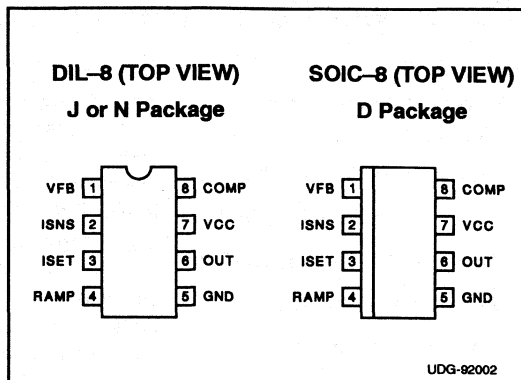 DIL–8 (TOP VIEW)
J or N Package
VFB 1 8 COMP
ISNS 2 7 VCC
ISET 3 6 OUT
RAMP 4 5 GND
SOIC–8 (TOP VIEW)
D Package
VFB 1 8 COMP
ISNS 2 7 VCC
ISET 3 6 OUT
RAMP 4 5 GND
UDG-92002